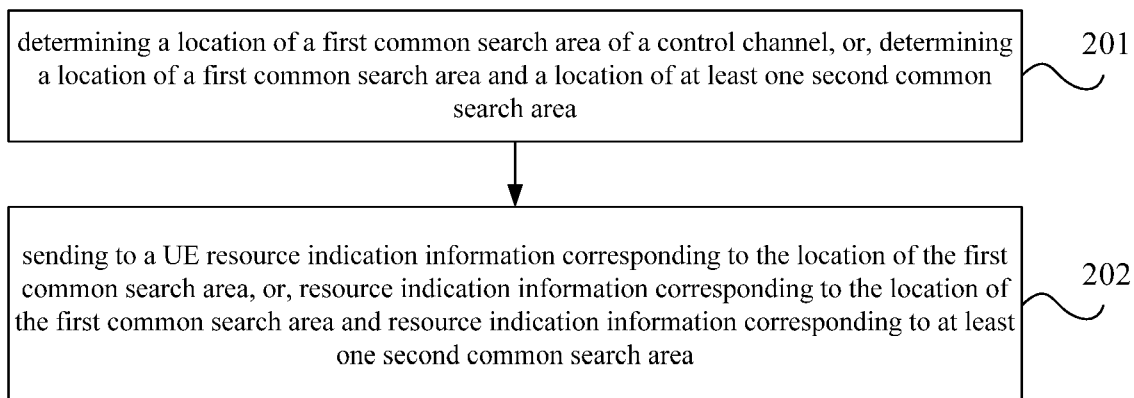 determining a location of a first common search area of a control channel, or, determining
a location of a first common search area and a location of at least one second common
search area
201
sending to a UE resource indication information corresponding to the location of the first
common search area, or, resource indication information corresponding to the location of
the first common search area and resource indication information corresponding to at least
one second common search area
202